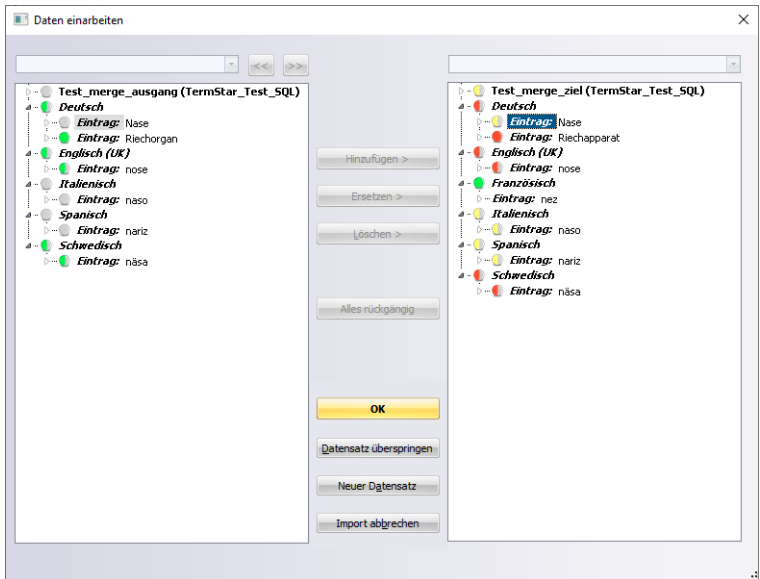 Daten einarbeiten
<< >>
Test_merge_ausgang (TermStar_Test_SQL)
Deutsch
Eintrag: Nase
Eintrag: Riechorgan
Englisch (UK)
Eintrag: nose
Italienisch
Eintrag: naso
Spanisch
Eintrag: nariz
Schwedisch
Eintrag: näsa
Hinzufügen >
Ersetzen >
Löschen >
Alles rückgängig
OK
Datensatz überspringen
Neuer Datensatz
Import abbrechen
Test_merge_ziel (TermStar_Test_SQL)
Deutsch
Eintrag: Nase
Eintrag: Riechapparat
Englisch (UK)
Eintrag: nose
Französisch
Eintrag: nez
Italienisch
Eintrag: naso
Spanisch
Eintrag: nariz
Schwedisch
Eintrag: näsa